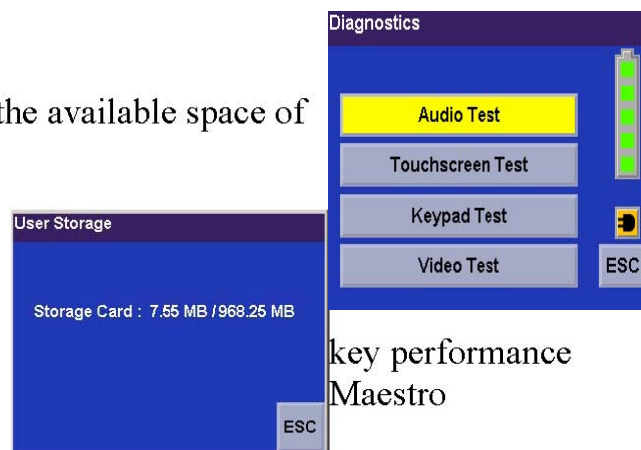 Diagnostics
the available space of
Audio Test
Touchscreen Test
Keypad Test
Video Test
ESC
User Storage
Storage Card : 7.55 MB / 968.25 MB
ESC
key performance
Maestro